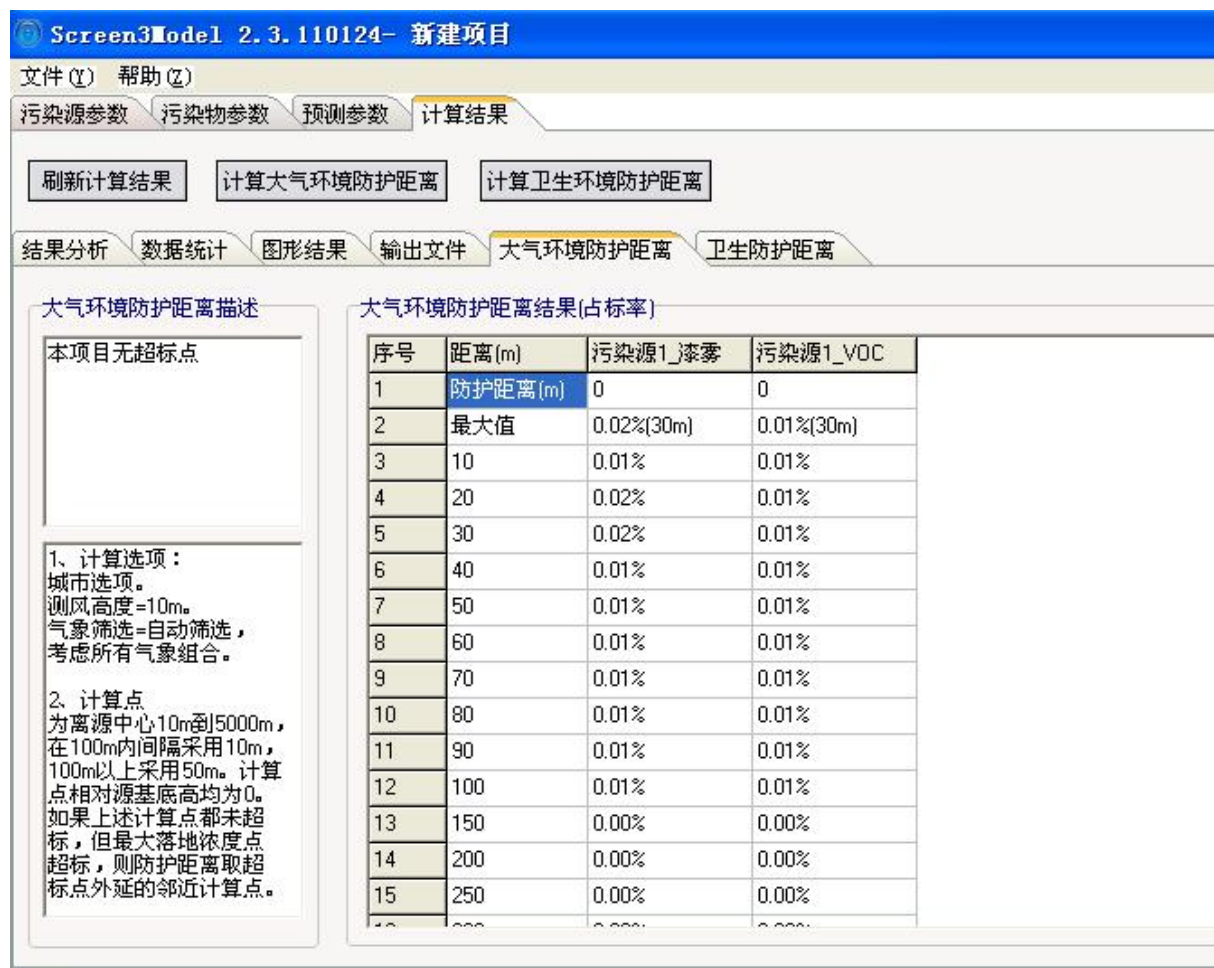 Screen3Model 2.3.110124- 新建项目
文件(Y) 帮助(Z)
污染源参数 污染物参数 预测参数 计算结果
刷新计算结果 计算大气环境防护距离 计算卫生环境防护距离
结果分析 数据统计 图形结果 输出文件 大气环境防护距离 卫生防护距离
大气环境防护距离描述
本项目无超标点
1、计算选项：
城市选项。
测风高度=10m。
气象筛选=自动筛选，
考虑所有气象组合。
2、计算点
为离源中心10m到5000m，
在100m内间隔采用10m，
100m以上采用50m。计算
点相对源基底高均为0。
如果上述计算点都未超
标，但最大落地浓度点
超标，则防护距离取超
标点外延的邻近计算点。
大气环境防护距离结果(占标率)
序号 距离(m) 污染源1_漆雾 污染源1_VOC
1 防护距离(m) 0 0
2 最大值 0.02%(30m) 0.01%(30m)
3 10 0.01% 0.01%
4 20 0.02% 0.01%
5 30 0.02% 0.01%
6 40 0.01% 0.01%
7 50 0.01% 0.01%
8 60 0.01% 0.01%
9 70 0.01% 0.01%
10 80 0.01% 0.01%
11 90 0.01% 0.01%
12 100 0.01% 0.01%
13 150 0.00% 0.00%
14 200 0.00% 0.00%
15 250 0.00% 0.00%